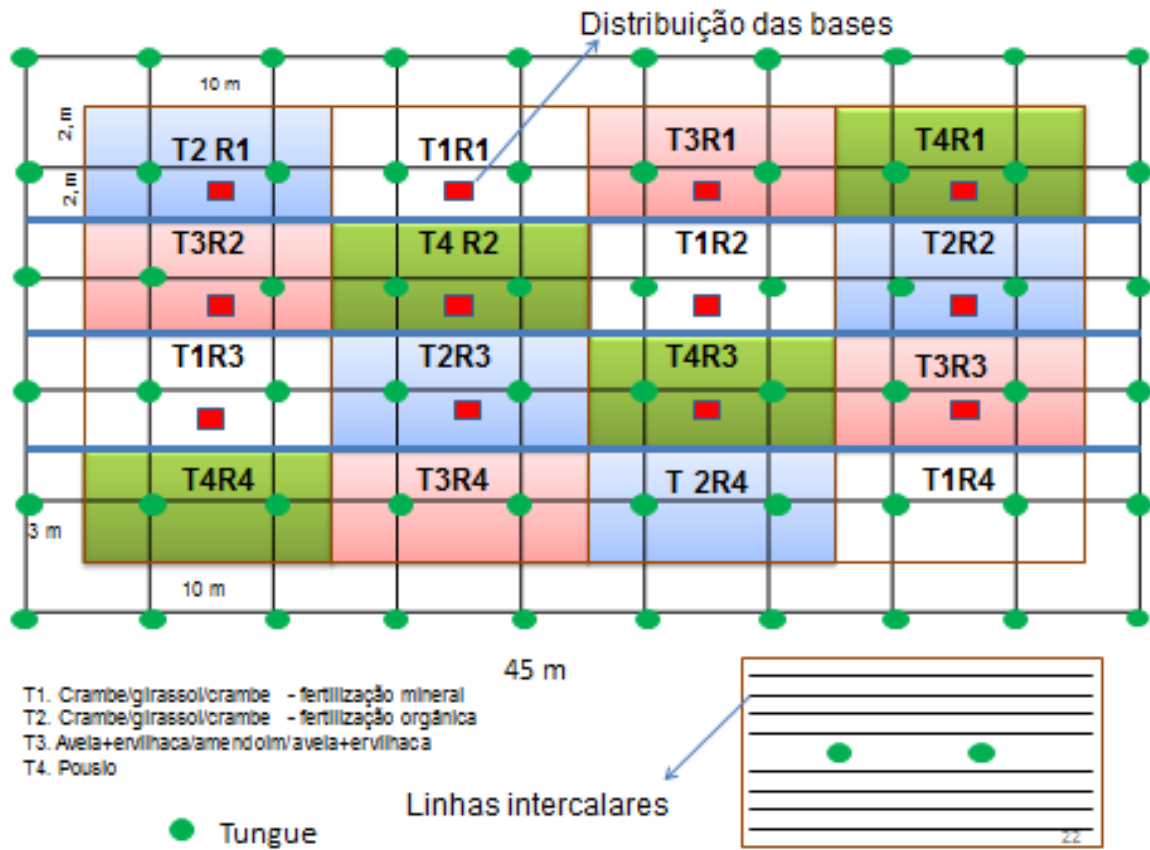 Distribuição das bases
10 m
2, m
2, m
T2 R1
T1R1
T3R1
T4R1
T3R2
T4 R2
T1R2
T2R2
T1R3
T2R3
T4R3
T3R3
T4R4
T3R4
T 2R4
T1R4
3 m
10 m
45 m
T1. Crambe/girassol/crambe - fertilização mineral
T2. Crambe/girassol/crambe - fertilização orgânica
T3. Aveia+ervilhaca/amendoim/aveia+ervilhaca
T4. Pousio
Linhas intercalares
22
Tungue